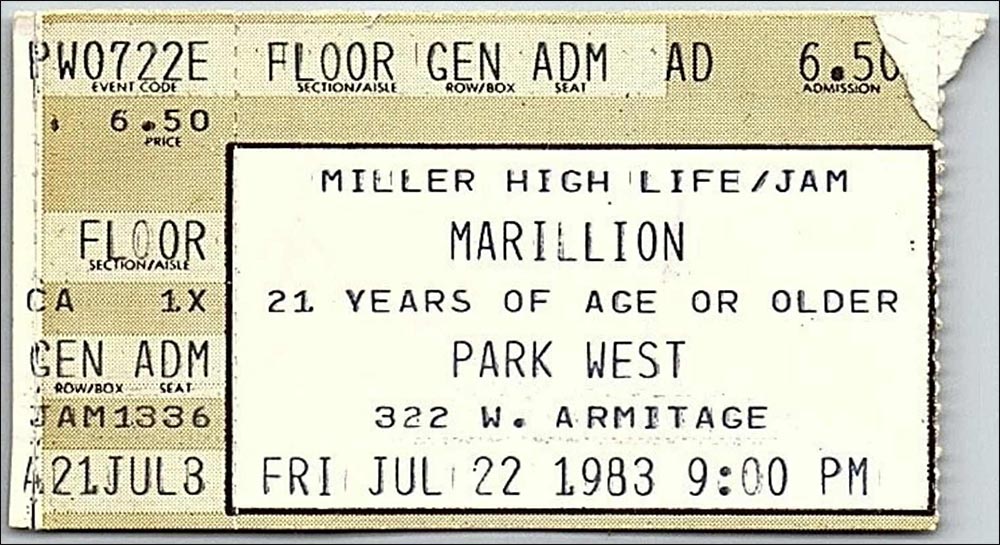 PW0722E FLOOR GEN ADM AD 6.50
EVENT CODE SECTION/AISLE ROW/BOX SEAT ADMISSION
$ 6.50
PRICE
MILLER HIGH LIFE/JAM
FLOOR MARILLION
SECTION/AISLE
CA 1X 21 YEARS OF AGE OR OLDER
GEN ADM PARK WEST
ROW/BOX SEAT
JAM1336 322 W. ARMITAGE
A21JUL3 FRI JUL 22 1983 9:00 PM